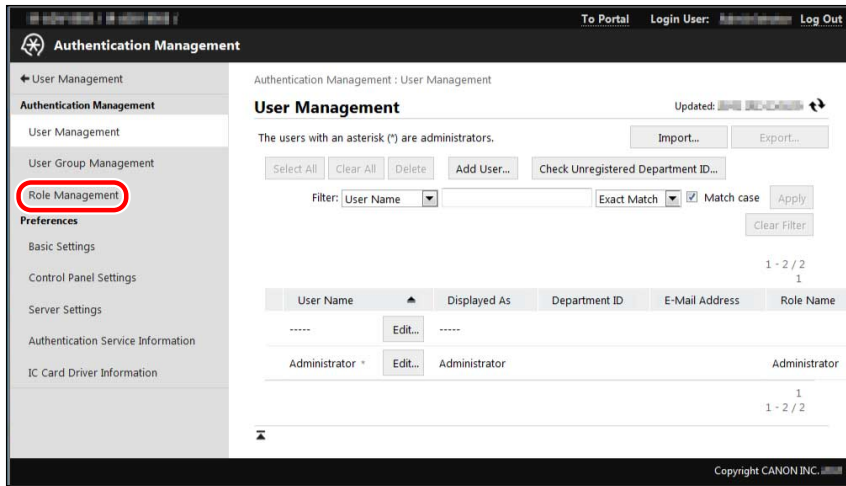 To Portal Login User: Log Out
Authentication Management
User Management
Authentication Management
User Management
User Group Management
Role Management
Preferences
Basic Settings
Control Panel Settings
Server Settings
Authentication Service Information
IC Card Driver Information
Authentication Management : User Management
User Management Updated:
The users with an asterisk (*) are administrators. Import... Export...
Select All Clear All Delete Add User... Check Unregistered Department ID...
Filter: User Name Exact Match Match case Apply
Clear Filter
1 - 2 / 2
1
User Name Displayed As Department ID E-Mail Address Role Name
----- Edit... -----
Administrator * Edit... Administrator Administrator
1
1 - 2 / 2
Copyright CANON INC.